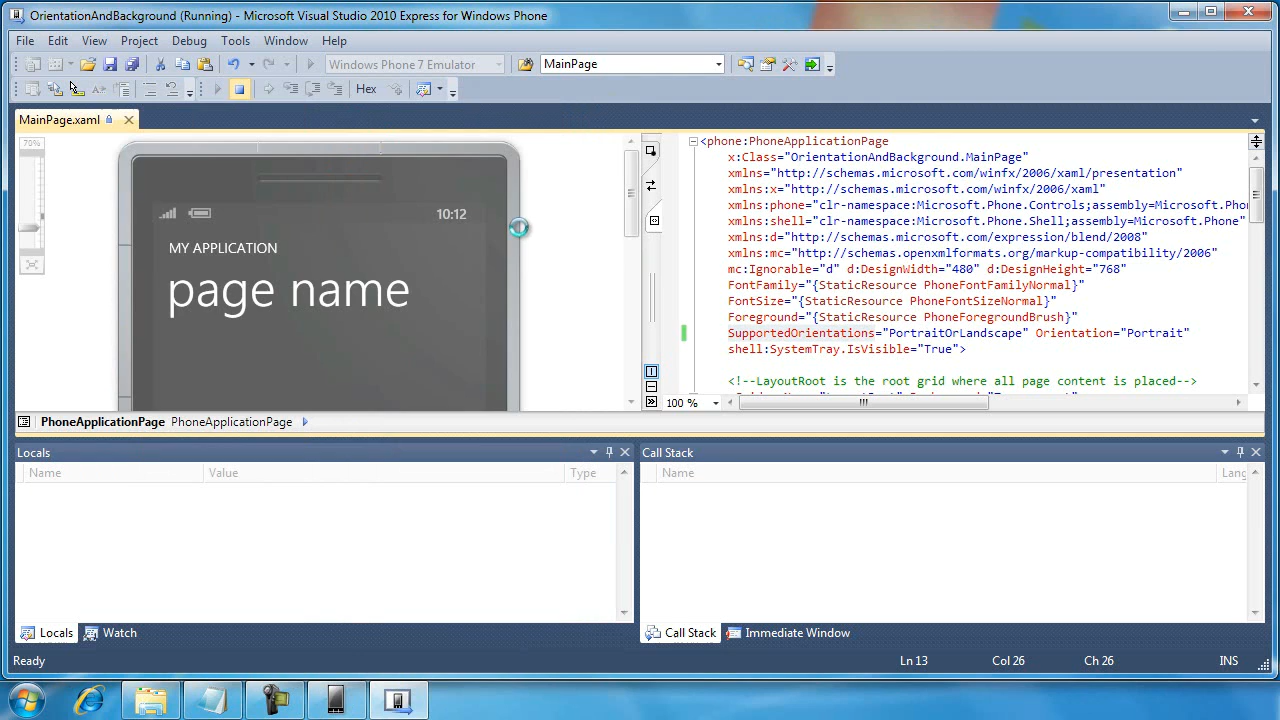 OrientationAndBackground (Running) - Microsoft Visual Studio 2010 Express for Windows Phone
File Edit View Project Debug Tools Window Help
Windows Phone 7 Emulator MainPage
Hex
MainPage.xaml
79%
10:12
MY APPLICATION
page name
<phone:PhoneApplicationPage
x:Class="OrientationAndBackground.MainPage"
xmlns="http://schemas.microsoft.com/winfx/2006/xaml/presentation"
xmlns:x="http://schemas.microsoft.com/winfx/2006/xaml"
xmlns:phone="clr-namespace:Microsoft.Phone.Controls;assembly=Microsoft.Pho
xmlns:shell="clr-namespace:Microsoft.Phone.Shell;assembly=Microsoft.Phone"
xmlns:d="http://schemas.microsoft.com/expression/blend/2008"
xmlns:mc="http://schemas.openxmlformats.org/markup-compatibility/2006"
mc:Ignorable="d" d:DesignWidth="480" d:DesignHeight="768"
FontFamily="{StaticResource PhoneFontFamilyNormal}"
FontSize="{StaticResource PhoneFontSizeNormal}"
Foreground="{StaticResource PhoneForegroundBrush}"
SupportedOrientations="PortraitOrLandscape" Orientation="Portrait"
shell:SystemTray.IsVisible="True">
<!--LayoutRoot is the root grid where all page content is placed-->
100 %
PhoneApplicationPage PhoneApplicationPage
Locals
Name Value Type
Call Stack
Name Lang
Locals Watch
Call Stack Immediate Window
Ready Ln 13 Col 26 Ch 26 INS